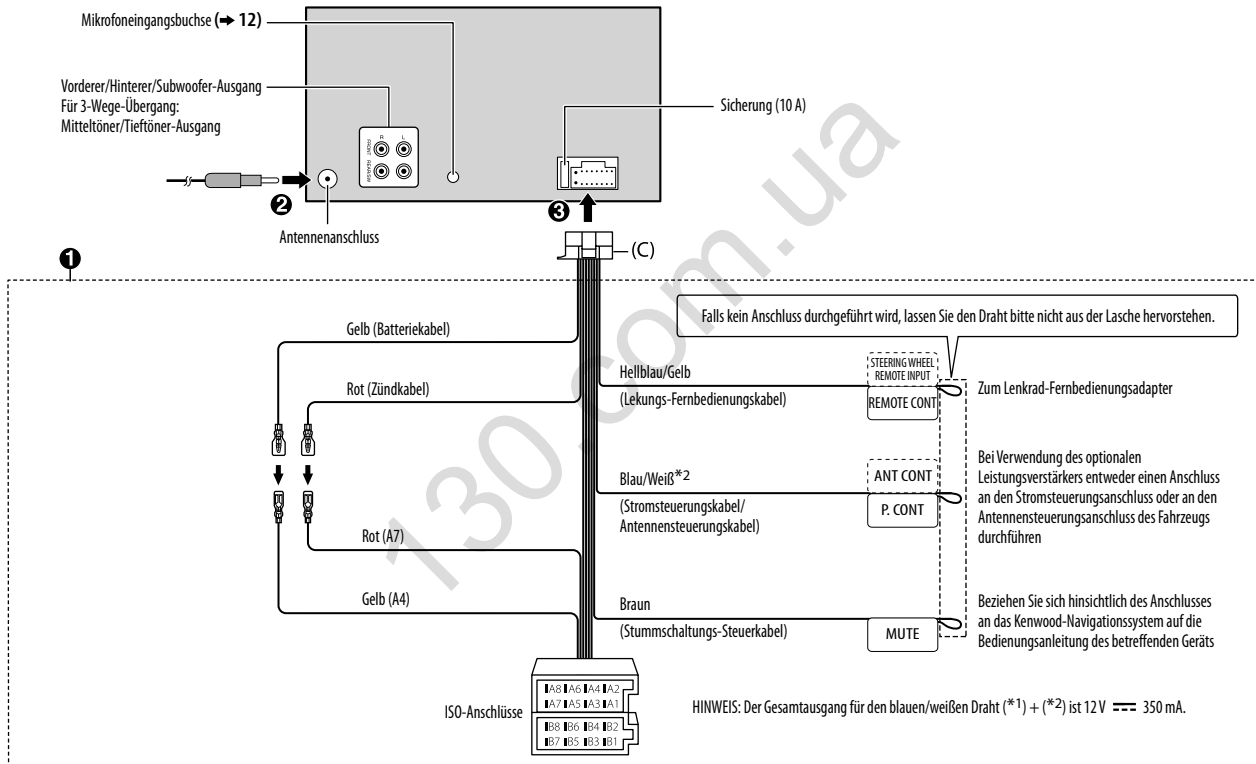 Mikrofoneingangsbuchse (➜ 12)
Vorderer/Hinterer/Subwoofer-Ausgang
Für 3-Wege-Übergang:
Mitteltöner/Tieftöner-Ausgang
Sicherung (10 A)
R L
FRONT
REAR/SW
❷
❸
Antennenanschluss
(C)
❶
Falls kein Anschluss durchgeführt wird, lassen Sie den Draht bitte nicht aus der Lasche hervorstehen.
Gelb (Batteriekabel)
Rot (Zündkabel)
Hellblau/Gelb
(Lekungs-Fernbedienungskabel)
STEERING WHEEL
REMOTE INPUT
REMOTE CONT
Zum Lenkrad-Fernbedienungsadapter
Blau/Weiß*2
(Stromsteuerungskabel/
Antennensteuerungskabel)
ANT CONT
P. CONT
Bei Verwendung des optionalen
Leistungsverstärkers entweder einen Anschluss
an den Stromsteuerungsanschluss oder an den
Antennensteuerungsanschluss des Fahrzeugs
durchführen
Rot (A7)
Gelb (A4)
Braun
(Stummschaltungs-Steuerkabel)
MUTE
Beziehen Sie sich hinsichtlich des Anschlusses
an das Kenwood-Navigationssystem auf die
Bedienungsanleitung des betreffenden Geräts
ISO-Anschlüsse
A8 A6 A4 A2
A7 A5 A3 A1
B8 B6 B4 B2
B7 B5 B3 B1
HINWEIS: Der Gesamtausgang für den blauen/weißen Draht (*1) + (*2) ist 12 V ⎓ 350 mA.
130.com.ua